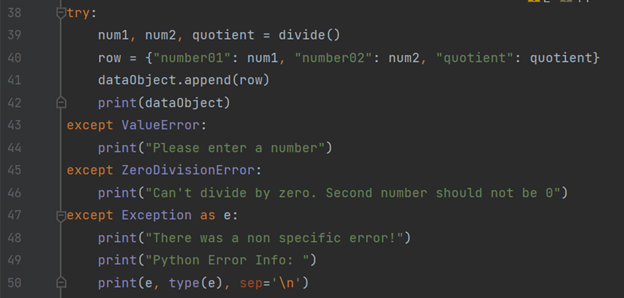 38 try:
39     num1, num2, quotient = divide()
40     row = {"number01": num1, "number02": num2, "quotient": quotient}
41     dataObject.append(row)
42     print(dataObject)
43 except ValueError:
44     print("Please enter a number")
45 except ZeroDivisionError:
46     print("Can't divide by zero. Second number should not be 0")
47 except Exception as e:
48     print("There was a non specific error!")
49     print("Python Error Info: ")
50     print(e, type(e), sep='\n')